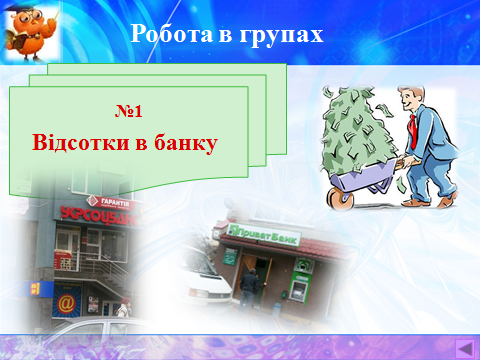 Робота в групах
№1
Відсотки в банку
ГАРАНТІЯ
УКРСОЦБАНК
ПриватБанк
@